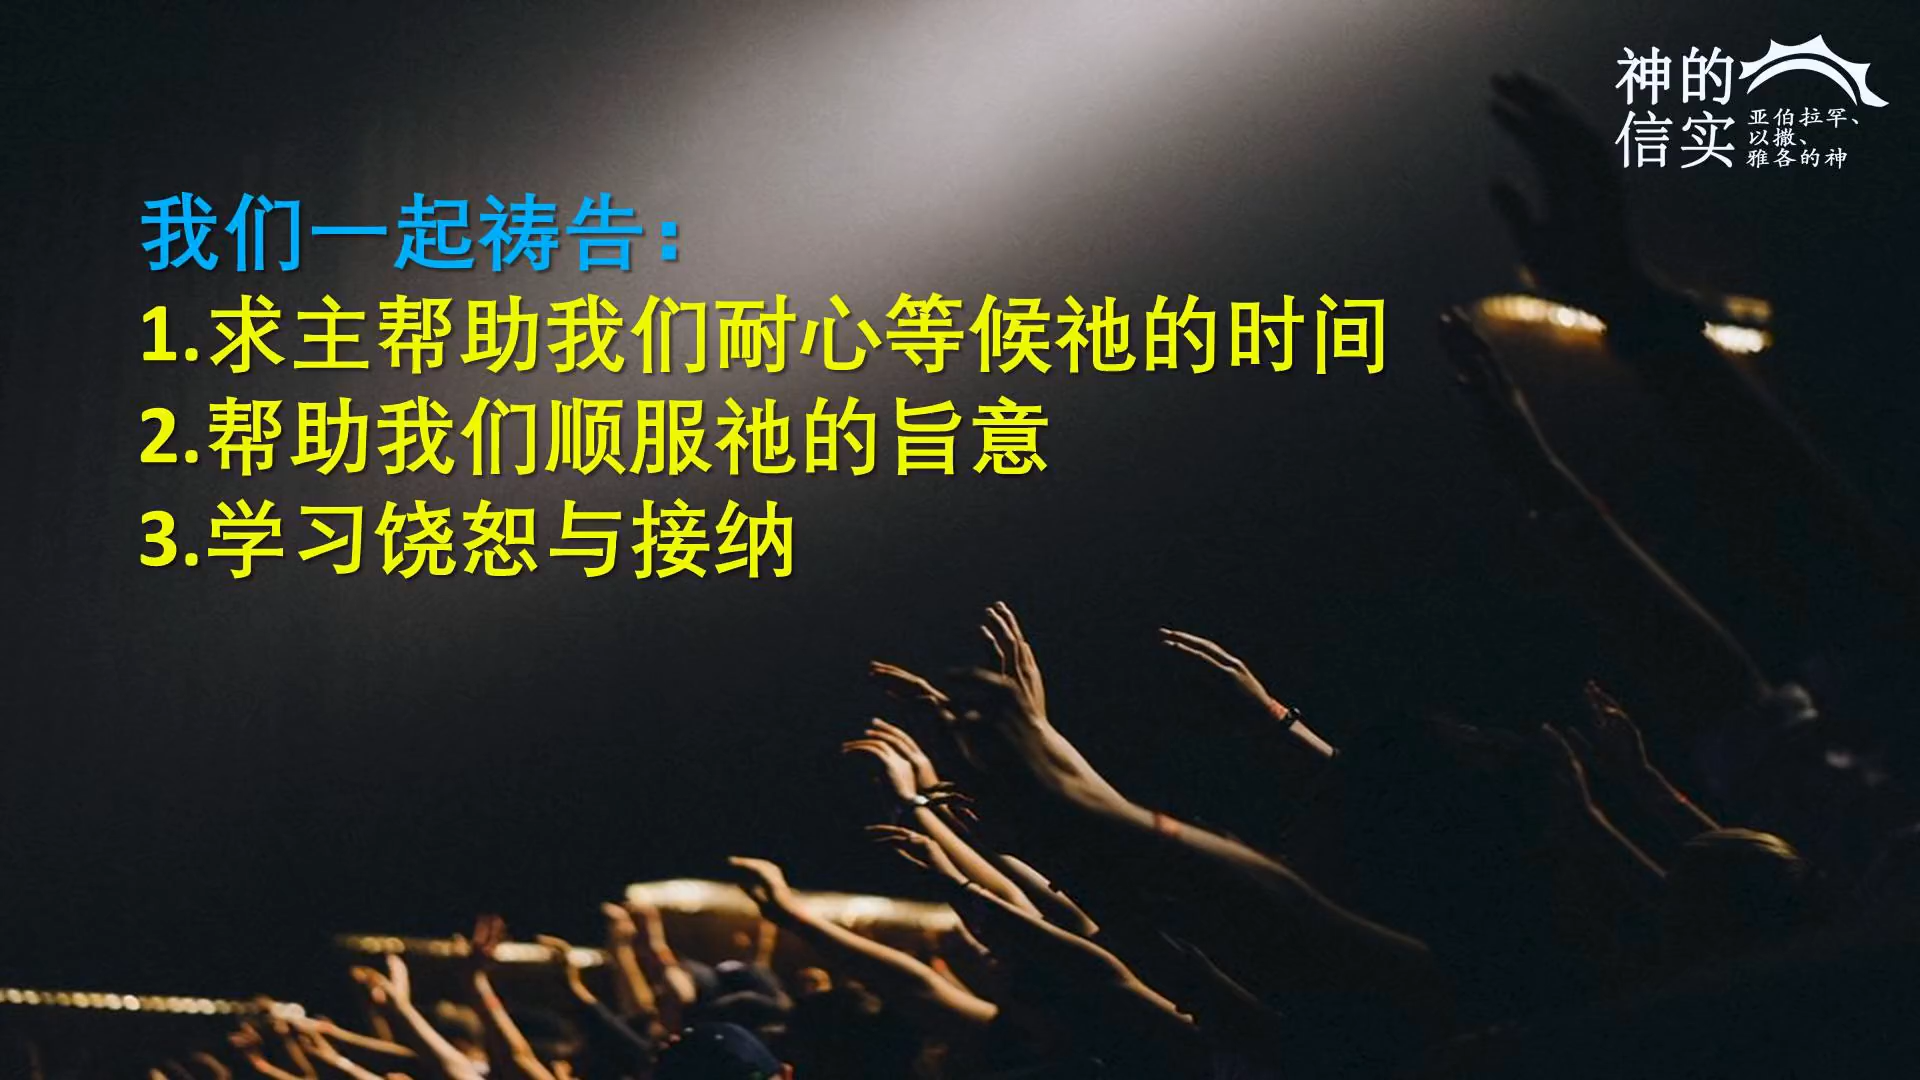 神的
信实
亚伯拉罕、
以撒、
雅各的神
我们一起祷告：
1.求主帮助我们耐心等候祂的时间
2.帮助我们顺服祂的旨意
3.学习饶恕与接纳